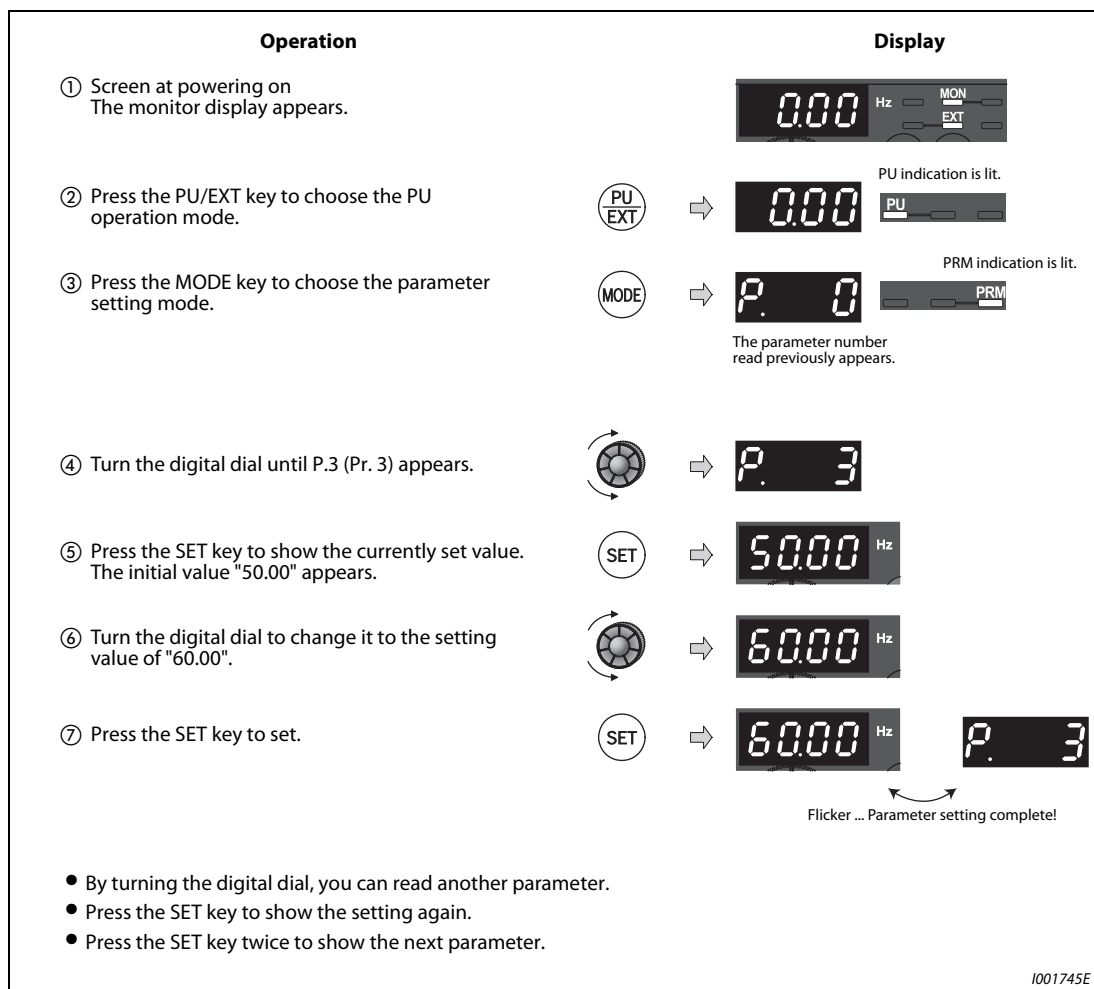 Operation
Display
① Screen at powering on
The monitor display appears.
0.00 Hz MON
EXT
② Press the PU/EXT key to choose the PU
operation mode.
PU
EXT
0.00
PU indication is lit.
PU
③ Press the MODE key to choose the parameter
setting mode.
MODE
P. 0
PRM indication is lit.
PRM
The parameter number
read previously appears.
④ Turn the digital dial until P.3 (Pr. 3) appears.
P. 3
⑤ Press the SET key to show the currently set value.
The initial value "50.00" appears.
SET
50.00 Hz
⑥ Turn the digital dial to change it to the setting
value of "60.00".
60.00 Hz
⑦ Press the SET key to set.
SET
60.00 Hz
P. 3
Flicker ... Parameter setting complete!
● By turning the digital dial, you can read another parameter.
● Press the SET key to show the setting again.
● Press the SET key twice to show the next parameter.
I001745E